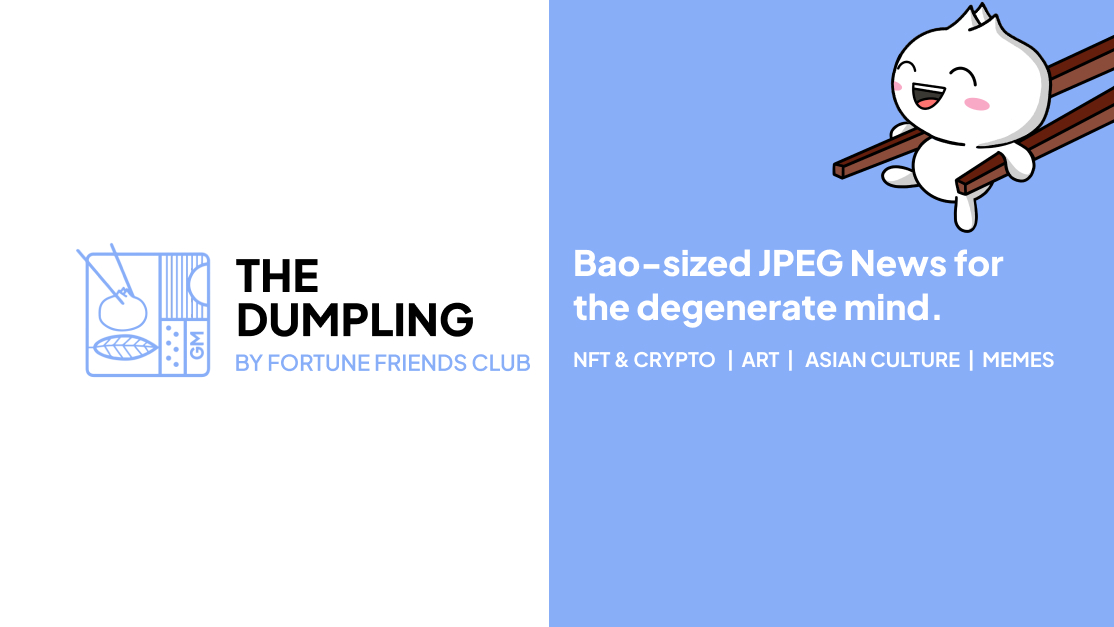 GM
THE
DUMPLING
BY FORTUNE FRIENDS CLUB
Bao-sized JPEG News for
the degenerate mind.
NFT & CRYPTO | ART | ASIAN CULTURE | MEMES